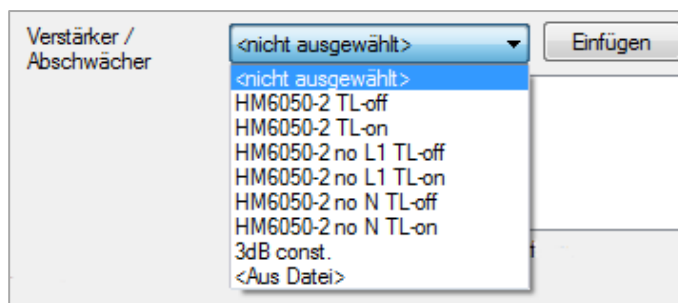 Verstärker /
Abschwächer
<nicht ausgewählt>
Einfügen
<nicht ausgewählt>
HM6050-2 TL-off
HM6050-2 TL-on
HM6050-2 no L1 TL-off
HM6050-2 no L1 TL-on
HM6050-2 no N TL-off
HM6050-2 no N TL-on
3dB const.
<Aus Datei>